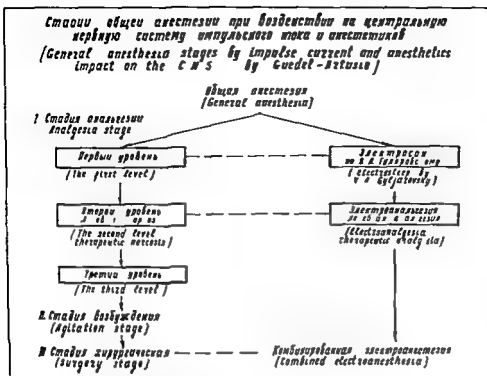 Стадии общей анестезии при воздействии на центральную
нервную систему импульсного тока и анестетиков
[General anesthesia stages by impulse current and anesthetics
impact on the C N S by Guedel-Artusio]
Общая анестезия
[General anesthesia]
I Стадия анальгезии
Analgesia stage
Первый уровень
[The first level]
Электросон
по В А
[electrosleep by
V A]
Второй уровень
[The second level
therapeutic narcosis]
Электроанальгезия
[Electroanalgesia
therapeutic analgesia]
Третий уровень
[The third level]
II Стадия возбуждения
[Agitation stage]
III Стадия хирургическая
[Surgery stage]
Комбинированная электроанестезия
[Combined electroanesthesia]